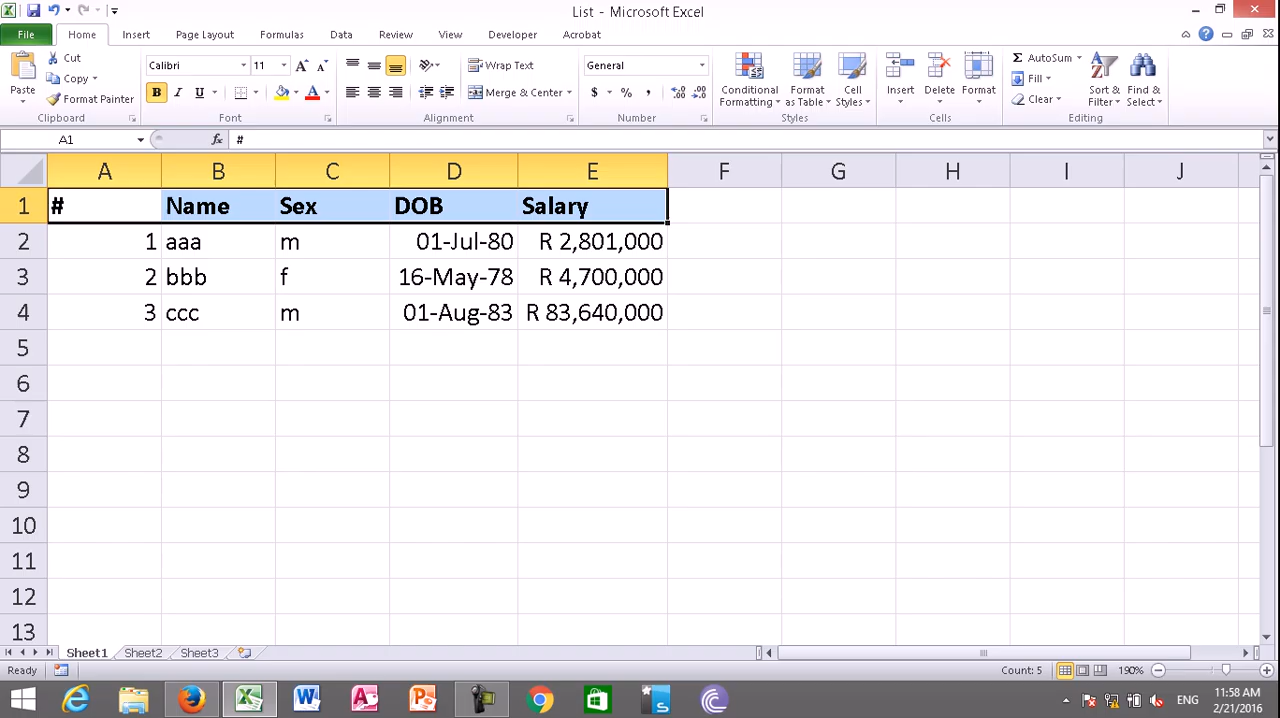 List - Microsoft Excel
File Home Insert Page Layout Formulas Data Review View Developer Acrobat
Paste
Cut
Copy
Format Painter
Clipboard
Calibri 11 A A
B I U A
Font
Wrap Text
Merge & Center
Alignment
General
$ % , .0 .00 .00 .0
Number
Conditional Formatting
Format as Table
Cell Styles
Styles
Insert Delete Format
Cells
Σ AutoSum
Fill
Clear
Sort & Filter
Find & Select
Editing
A1 fx #
A B C D E F G H I J
1 # Name Sex DOB Salary
2 1 aaa m 01-Jul-80 R 2,801,000
3 2 bbb f 16-May-78 R 4,700,000
4 3 ccc m 01-Aug-83 R 83,640,000
5
6
7
8
9
10
11
12
13
Sheet1 Sheet2 Sheet3
Ready Count: 5 190%
ENG 11:58 AM
2/21/2016